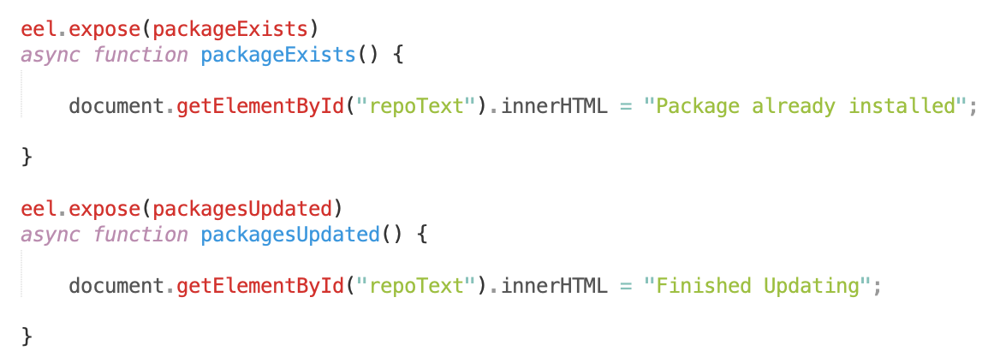 eel.expose(packageExists)
async function packageExists() {
document.getElementById("repoText").innerHTML = "Package already installed";
}
eel.expose(packagesUpdated)
async function packagesUpdated() {
document.getElementById("repoText").innerHTML = "Finished Updating";
}